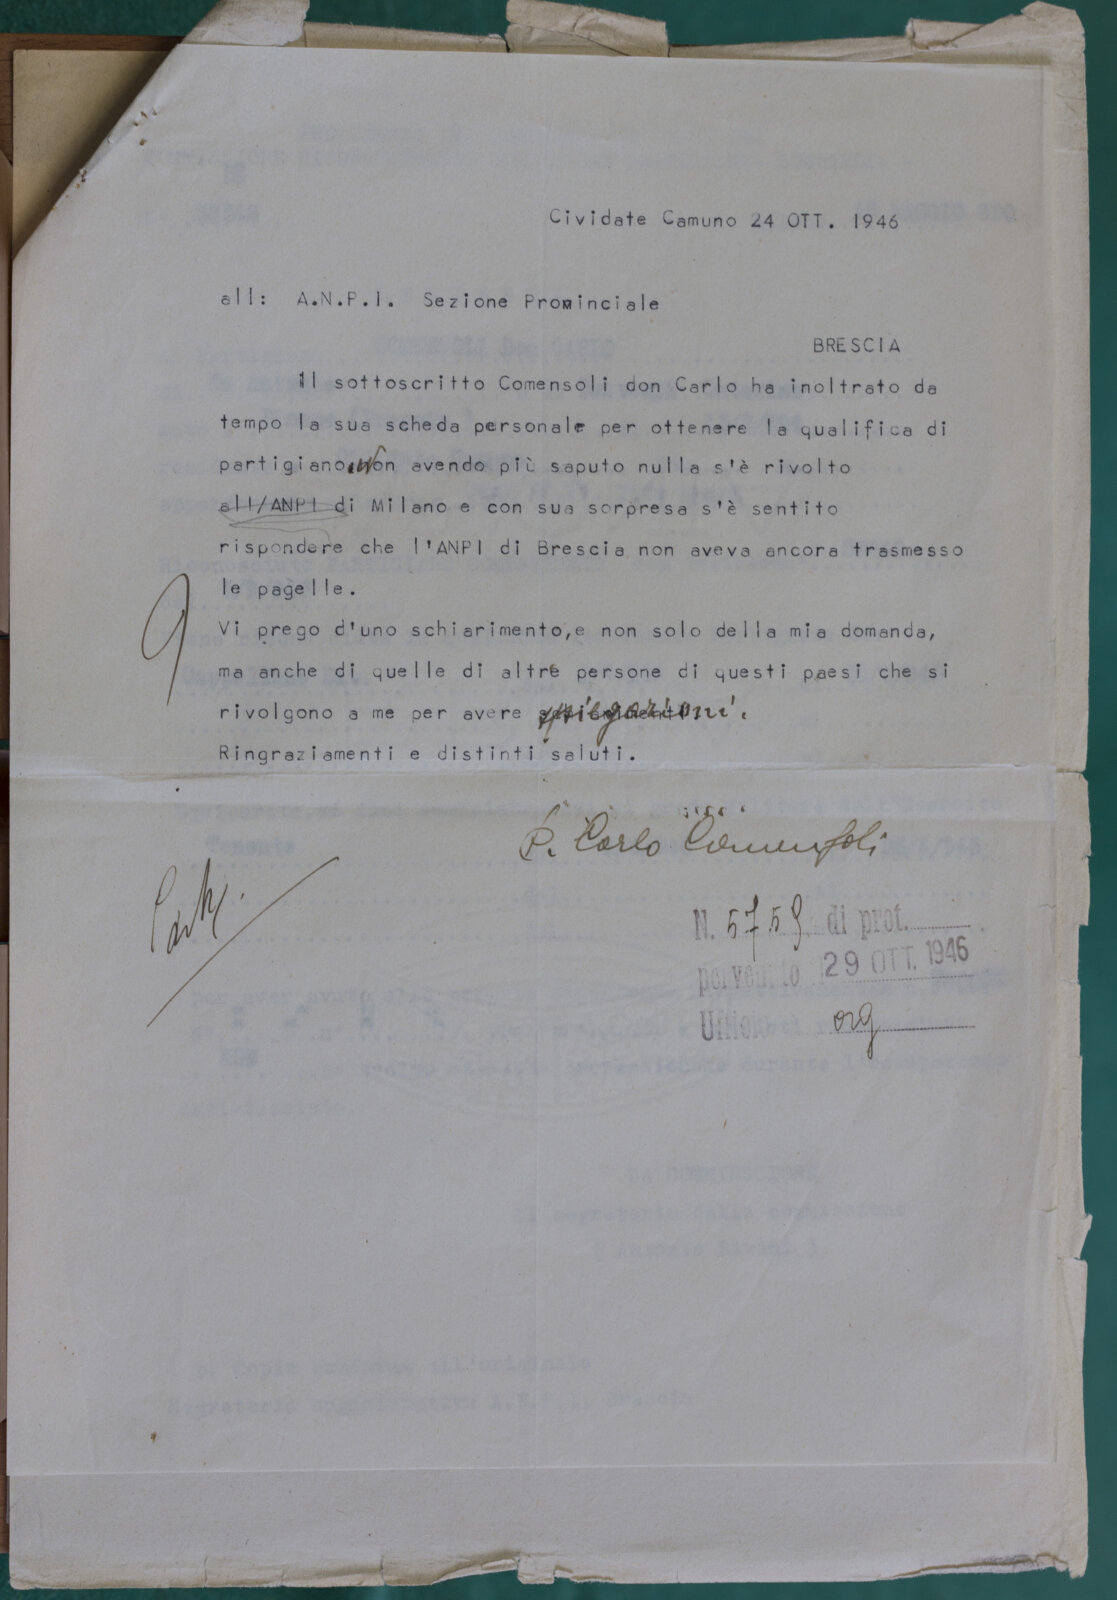 Cividate Camuno 24 OTT. 1946
all: A.N.P.I. Sezione Provinciale
BRESCIA
Il sottoscritto Comensoli don Carlo ha inoltrato da
tempo la sua scheda personale per ottenere la qualifica di
partigiano. Non avendo più saputo nulla s'è rivolto
all/ANPI di Milano e con sua sorpresa s'è sentito
rispondere che l'ANPI di Brescia non aveva ancora trasmesso
le pagelle.
Vi prego d'uno schiarimento,e non solo della mia domanda,
ma anche di quelle di altre persone di questi paesi che si
rivolgono a me per avere spiegazioni.
Ringraziamenti e distinti saluti.
D. Carlo Comensoli
N. 5759 di prot.
pervenuto 29 OTT. 1946
Ufficio org